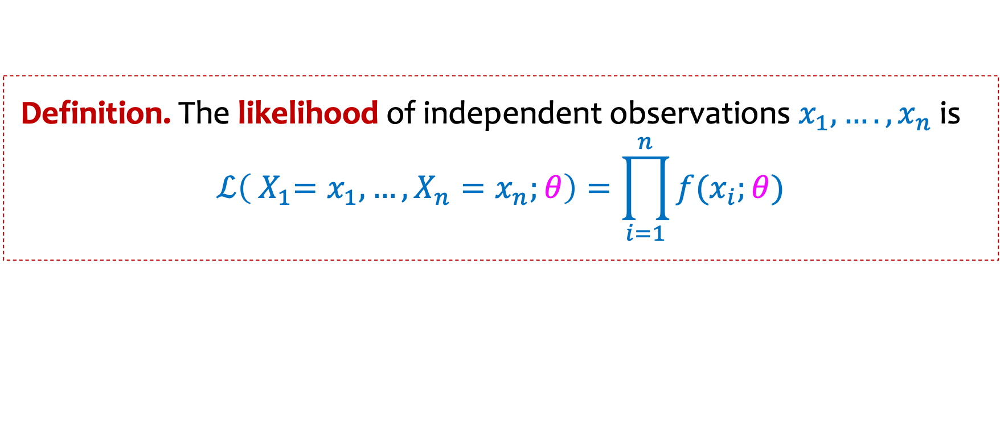 Definition. The likelihood of independent observations x₁, … . , xₙ is
ℒ( X₁= x₁, … , Xₙ = xₙ; θ) = ∏ᵢ₌₁ⁿ f(xᵢ; θ)